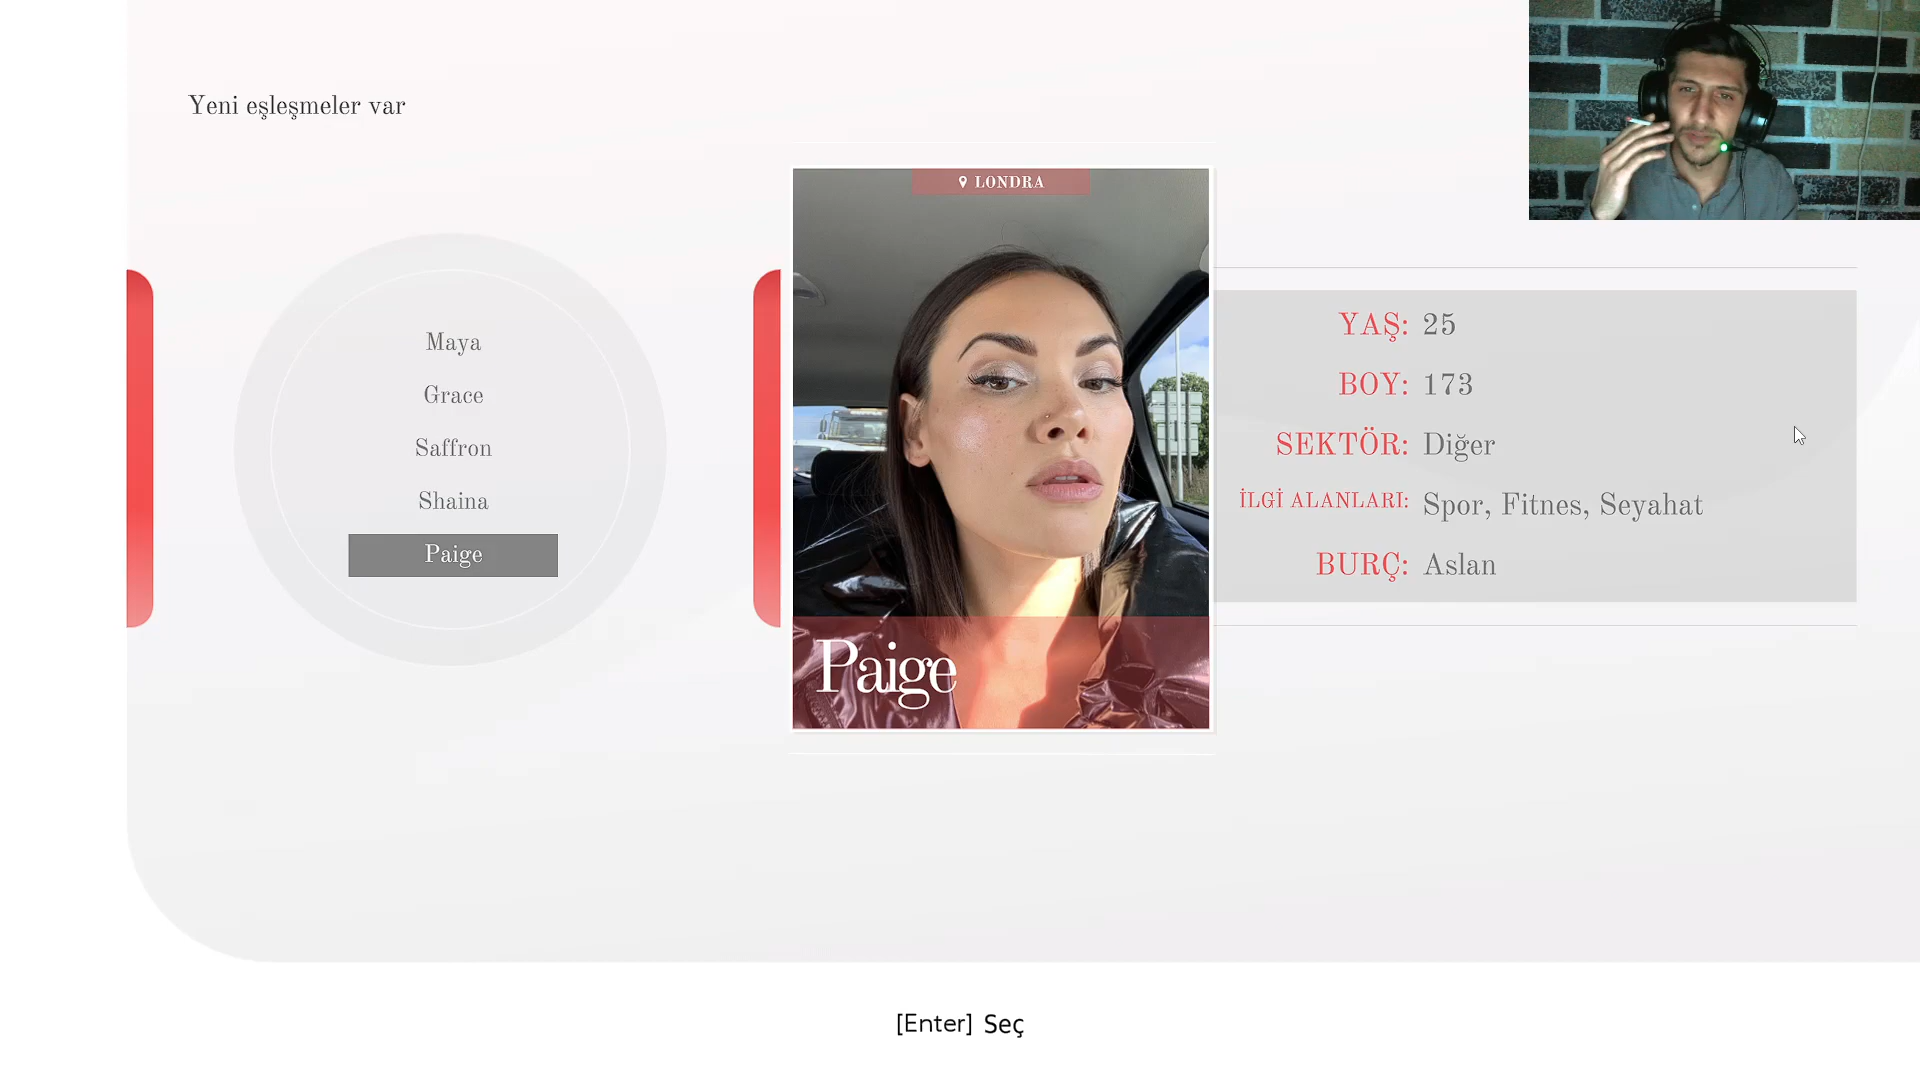 Yeni eşleşmeler var
Maya
Grace
Saffron
Shaina
Paige
LONDRA
Paige
YAŞ: 25
BOY: 173
SEKTÖR: Diğer
İLGİ ALANLARI: Spor, Fitnes, Seyahat
BURÇ: Aslan
[Enter] Seç